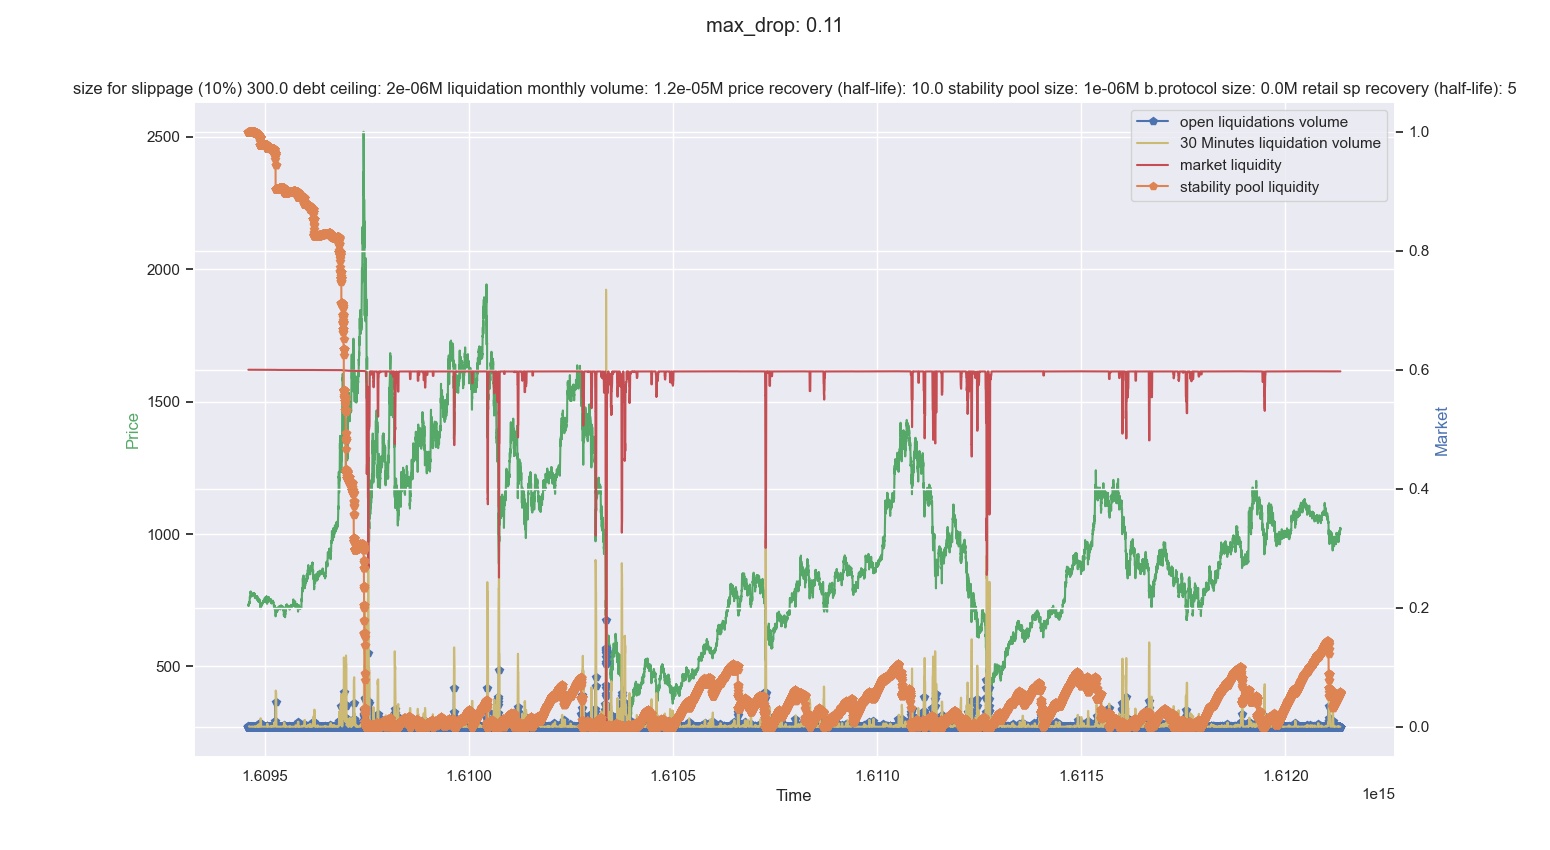 max_drop: 0.11
size for slippage (10%) 300.0 debt ceiling: 2e-06M liquidation monthly volume: 1.2e-05M price recovery (half-life): 10.0 stability pool size: 1e-06M b.protocol size: 0.0M retail sp recovery (half-life): 5
open liquidations volume
30 Minutes liquidation volume
market liquidity
stability pool liquidity
2500
2000
1500
1000
500
Price
1.0
0.8
0.6
0.4
0.2
0.0
Market
1.6095 1.6100 1.6105 1.6110 1.6115 1.6120
1e15
Time